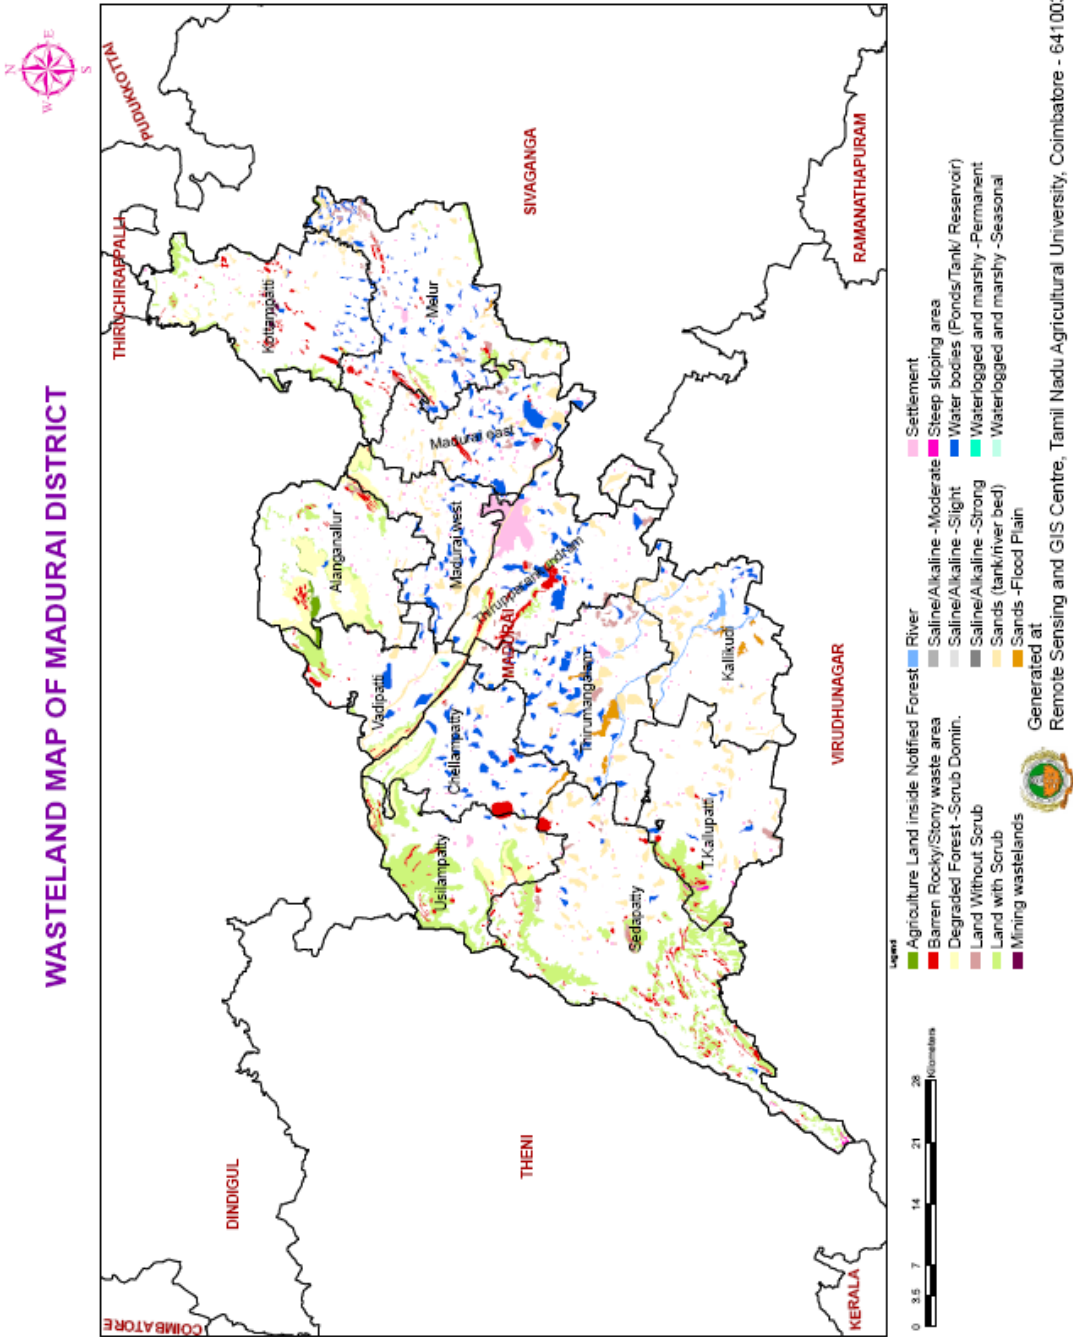 WASTELAND MAP OF MADURAI DISTRICT
N
W
E
S
COIMBATORE
DINDIGUL
THIRUCHIRAPPALLI
PUDUKKOTTAI
Kottampatti
Alanganallur
Melur
Vadipatti
Madurai west
Madurai east
SIVAGANGA
Usilampatty
Chellampatty
MADURAI
THENI
Thirumangalam
Sedapatty
T.Kallupatti
Kallikudi
VIRUDHUNAGAR
RAMANATHAPURAM
KERALA
Legend
Agriculture Land inside Notified Forest
Barren Rocky/Stony waste area
Degraded Forest -Scrub Domin.
Land Without Scrub
Land with Scrub
Mining wastelands
River
Saline/Alkaline -Moderate
Saline/Alkaline -Slight
Saline/Alkaline -Strong
Sands (tank/river bed)
Sands -Flood Plain
Settlement
Steep sloping area
Water bodies (Ponds/Tank/ Reservoir)
Waterlogged and marshy -Permanent
Waterlogged and marshy -Seasonal
0 3.5 7 14 21 28
Kilometers
Generated at
Remote Sensing and GIS Centre, Tamil Nadu Agricultural University, Coimbatore - 641003